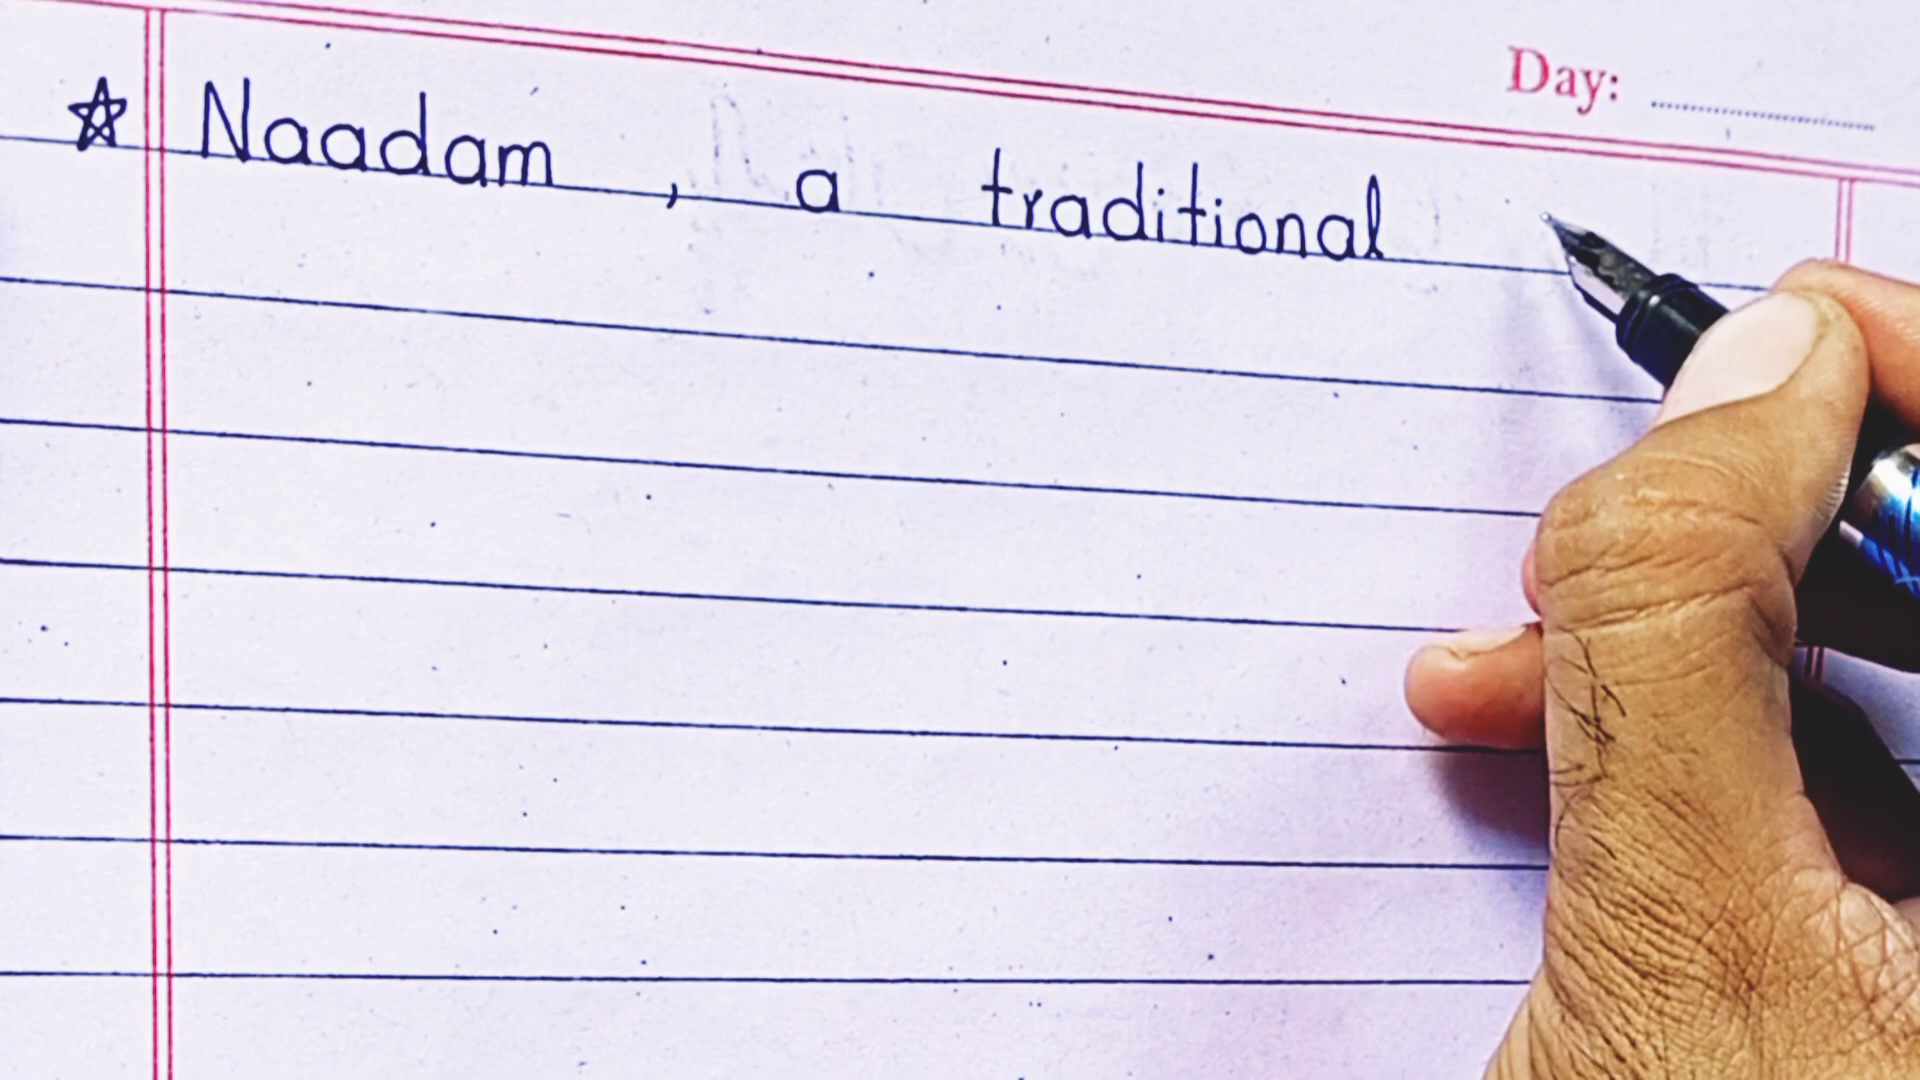 Day: ............
☆ Naadam , a traditional